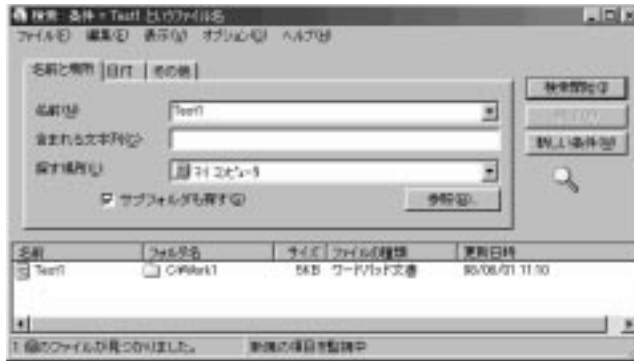 検索: 条件 = Test1 というファイル名
ファイル(F) 編集(E) 表示(V) オプション(O) ヘルプ(H)
名前と場所 日付 その他
名前(N) Test1
含まれる文字列(C)
探す場所(L) マイ コンピュータ
サブフォルダも探す(S)
参照(B)...
検索開始(I)
新しい条件(W)
名前 フォルダ名 サイズ ファイルの種類 更新日時
Test1 C:¥Work1 5KB ワードパッド文書 98/06/01 11:10
1 個のファイルが見つかりました。 新規の項目を監視中